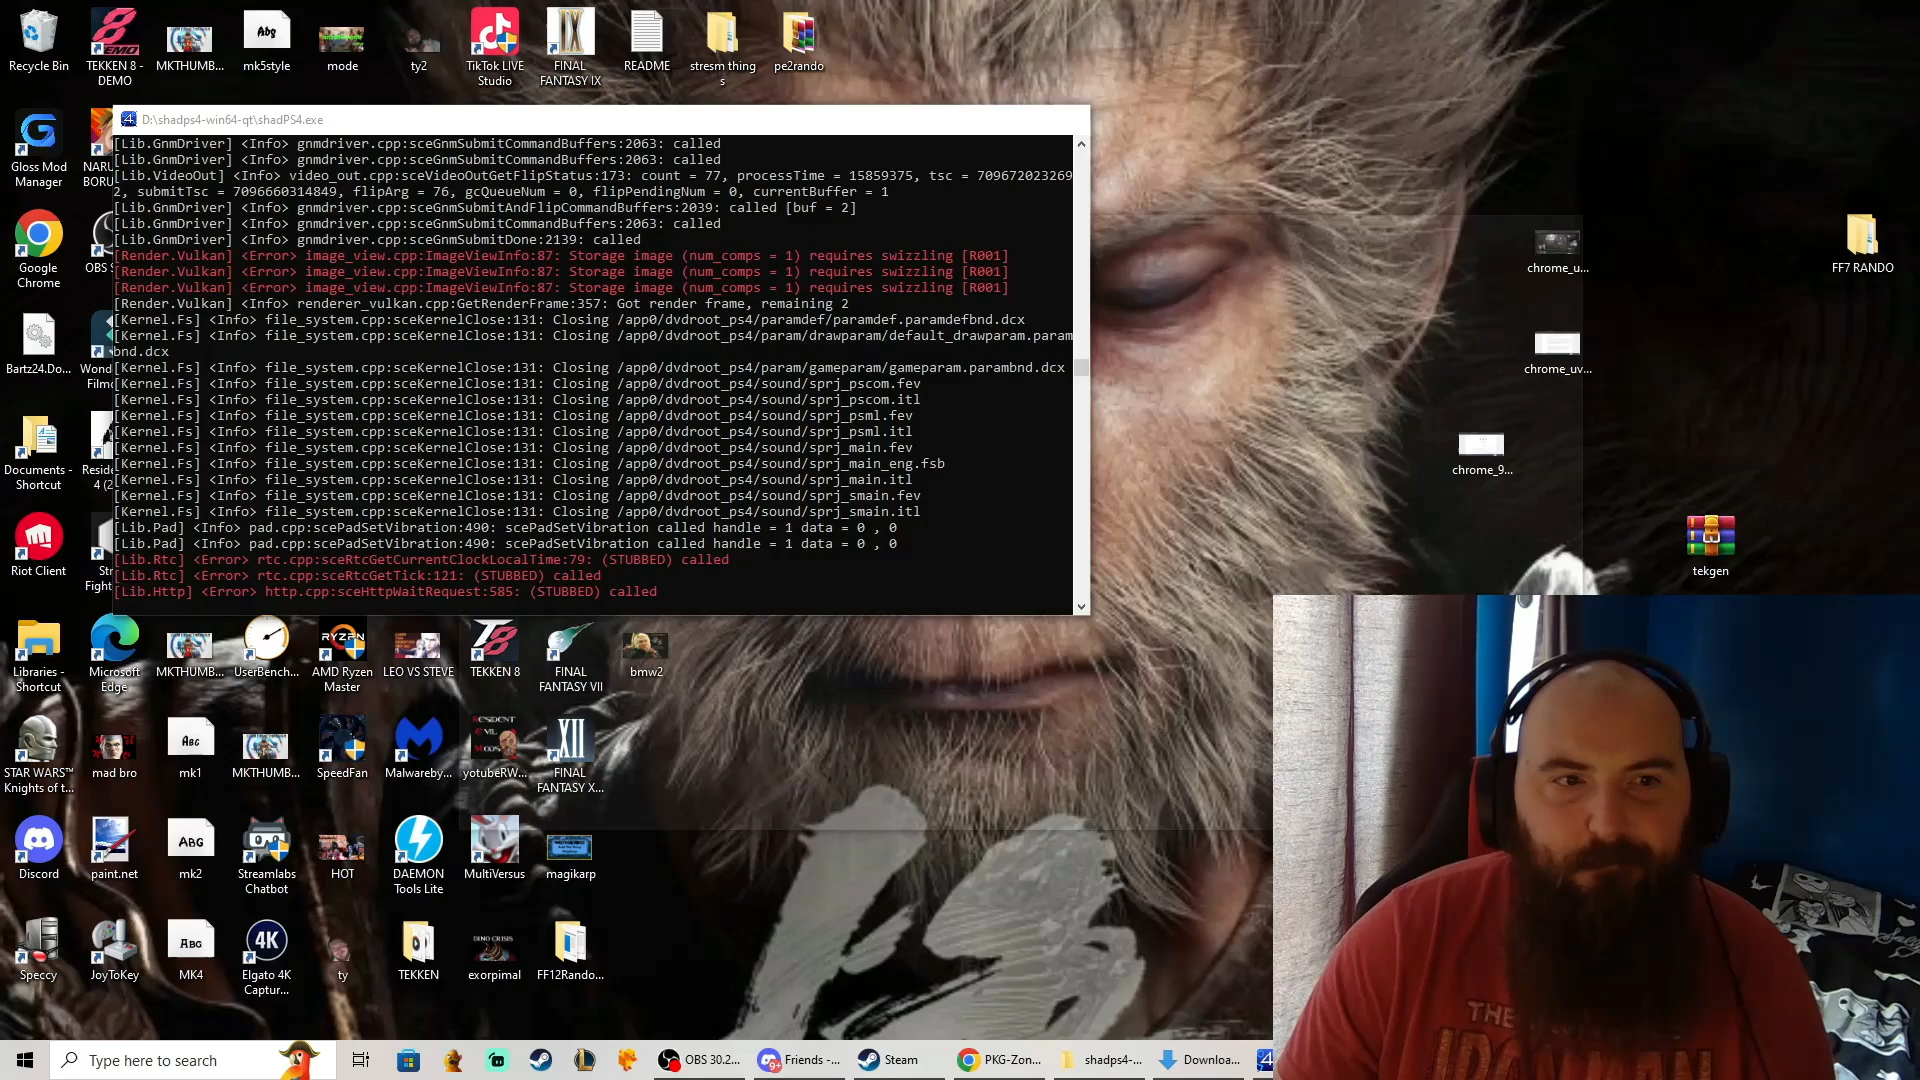 Recycle Bin
TEKKEN 8 -
DEMO
MKTHUMB...
mk5style
mode
ty2
TikTok LIVE
Studio
FINAL
FANTASY IX
README
stresm thing
s
pe2rando
Gloss Mod
Manager
NARU
BORU
Google
Chrome
OBS S
Bartz24.Do...
Wond
Filmo
Documents -
Shortcut
Reside
4 (2
Riot Client
Str
Fight
D:\shadps4-win64-qt\shadPS4.exe
[Lib.GnmDriver] <Info> gnmdriver.cpp:sceGnmSubmitCommandBuffers:2063: called
[Lib.GnmDriver] <Info> gnmdriver.cpp:sceGnmSubmitCommandBuffers:2063: called
[Lib.VideoOut] <Info> video_out.cpp:sceVideoOutGetFlipStatus:173: count = 77, processTime = 15859375, tsc = 709672023269
2, submitTsc = 7096660314849, flipArg = 76, gcQueueNum = 0, flipPendingNum = 0, currentBuffer = 1
[Lib.GnmDriver] <Info> gnmdriver.cpp:sceGnmSubmitAndFlipCommandBuffers:2039: called [buf = 2]
[Lib.GnmDriver] <Info> gnmdriver.cpp:sceGnmSubmitCommandBuffers:2063: called
[Lib.GnmDriver] <Info> gnmdriver.cpp:sceGnmSubmitDone:2139: called
[Render.Vulkan] <Error> image_view.cpp:ImageViewInfo:87: Storage image (num_comps = 1) requires swizzling [R001]
[Render.Vulkan] <Error> image_view.cpp:ImageViewInfo:87: Storage image (num_comps = 1) requires swizzling [R001]
[Render.Vulkan] <Error> image_view.cpp:ImageViewInfo:87: Storage image (num_comps = 1) requires swizzling [R001]
[Render.Vulkan] <Info> renderer_vulkan.cpp:GetRenderFrame:357: Got render frame, remaining 2
[Kernel.Fs] <Info> file_system.cpp:sceKernelClose:131: Closing /app0/dvdroot_ps4/paramdef/paramdef.paramdefbnd.dcx
[Kernel.Fs] <Info> file_system.cpp:sceKernelClose:131: Closing /app0/dvdroot_ps4/param/drawparam/default_drawparam.param
bnd.dcx
[Kernel.Fs] <Info> file_system.cpp:sceKernelClose:131: Closing /app0/dvdroot_ps4/param/gameparam/gameparam.parambnd.dcx
[Kernel.Fs] <Info> file_system.cpp:sceKernelClose:131: Closing /app0/dvdroot_ps4/sound/sprj_pscom.fev
[Kernel.Fs] <Info> file_system.cpp:sceKernelClose:131: Closing /app0/dvdroot_ps4/sound/sprj_pscom.itl
[Kernel.Fs] <Info> file_system.cpp:sceKernelClose:131: Closing /app0/dvdroot_ps4/sound/sprj_psml.fev
[Kernel.Fs] <Info> file_system.cpp:sceKernelClose:131: Closing /app0/dvdroot_ps4/sound/sprj_psml.itl
[Kernel.Fs] <Info> file_system.cpp:sceKernelClose:131: Closing /app0/dvdroot_ps4/sound/sprj_main.fev
[Kernel.Fs] <Info> file_system.cpp:sceKernelClose:131: Closing /app0/dvdroot_ps4/sound/sprj_main_eng.fsb
[Kernel.Fs] <Info> file_system.cpp:sceKernelClose:131: Closing /app0/dvdroot_ps4/sound/sprj_main.itl
[Kernel.Fs] <Info> file_system.cpp:sceKernelClose:131: Closing /app0/dvdroot_ps4/sound/sprj_smain.fev
[Kernel.Fs] <Info> file_system.cpp:sceKernelClose:131: Closing /app0/dvdroot_ps4/sound/sprj_smain.itl
[Lib.Pad] <Info> pad.cpp:scePadSetVibration:490: scePadSetVibration called handle = 1 data = 0 , 0
[Lib.Pad] <Info> pad.cpp:scePadSetVibration:490: scePadSetVibration called handle = 1 data = 0 , 0
[Lib.Rtc] <Error> rtc.cpp:sceRtcGetCurrentClockLocalTime:79: (STUBBED) called
[Lib.Rtc] <Error> rtc.cpp:sceRtcGetTick:121: (STUBBED) called
[Lib.Http] <Error> http.cpp:sceHttpWaitRequest:585: (STUBBED) called
chrome_u...
FF7 RANDO
chrome_uv...
chrome_9...
tekgen
Libraries -
Shortcut
Microsoft
Edge
MKTHUMB...
UserBench...
AMD Ryzen
Master
LEO VS STEVE
TEKKEN 8
FINAL
FANTASY VII
bmw2
STAR WARS™
Knights of t...
mad bro
mk1
MKTHUMB...
SpeedFan
Malwareby...
yotubeRW...
FINAL
FANTASY X...
Discord
paint.net
mk2
Streamlabs
Chatbot
HOT
DAEMON
Tools Lite
MultiVersus
magikarp
Speccy
JoyToKey
MK4
Elgato 4K
Captur...
ty
TEKKEN
exorpimal
FF12Rando...
THE
Type here to search
OBS 30.2...
Friends -...
Steam
PKG-Zon...
shadps4-...
Downloa...